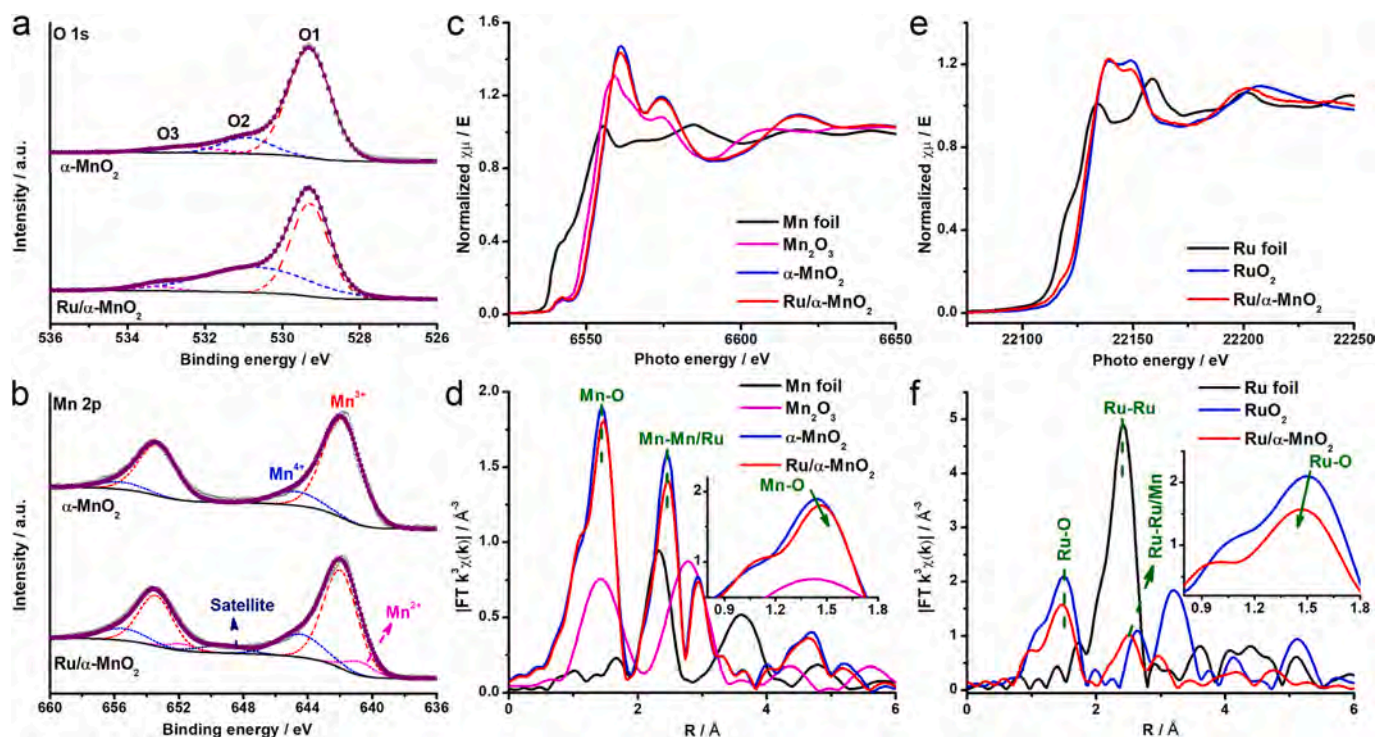 a
O 1s
O1
O2
O3
α-MnO2
Ru/α-MnO2
Intensity / a.u.
536 534 532 530 528 526
Binding energy / eV
b
Mn 2p
Mn3+
Mn4+
α-MnO2
Satellite
Mn2+
Ru/α-MnO2
Intensity / a.u.
660 656 652 648 644 640 636
Binding energy / eV
c
1.6
1.2
0.8
0.4
0.0
Normalized χμ / E
Mn foil
Mn2O3
α-MnO2
Ru/α-MnO2
6550 6600 6650
Photo energy / eV
d
2.0
1.5
1.0
0.5
0.0
|FT k3χ(k)| / Å-3
Mn-O
Mn-Mn/Ru
Mn foil
Mn2O3
α-MnO2
Ru/α-MnO2
Mn-O
2
1
0.9 1.2 1.5 1.8
0 2 4 6
R / Å
e
1.6
1.2
0.8
0.4
0.0
Normalized χμ / E
Ru foil
RuO2
Ru/α-MnO2
22100 22150 22200 22250
Photo energy / eV
f
5
4
3
2
1
0
|FT k3χ(k)| / Å-3
Ru-Ru
Ru-O
Ru-Ru/Mn
Ru foil
RuO2
Ru/α-MnO2
Ru-O
2
1
0.9 1.2 1.5 1.8
0 2 4 6
R / Å